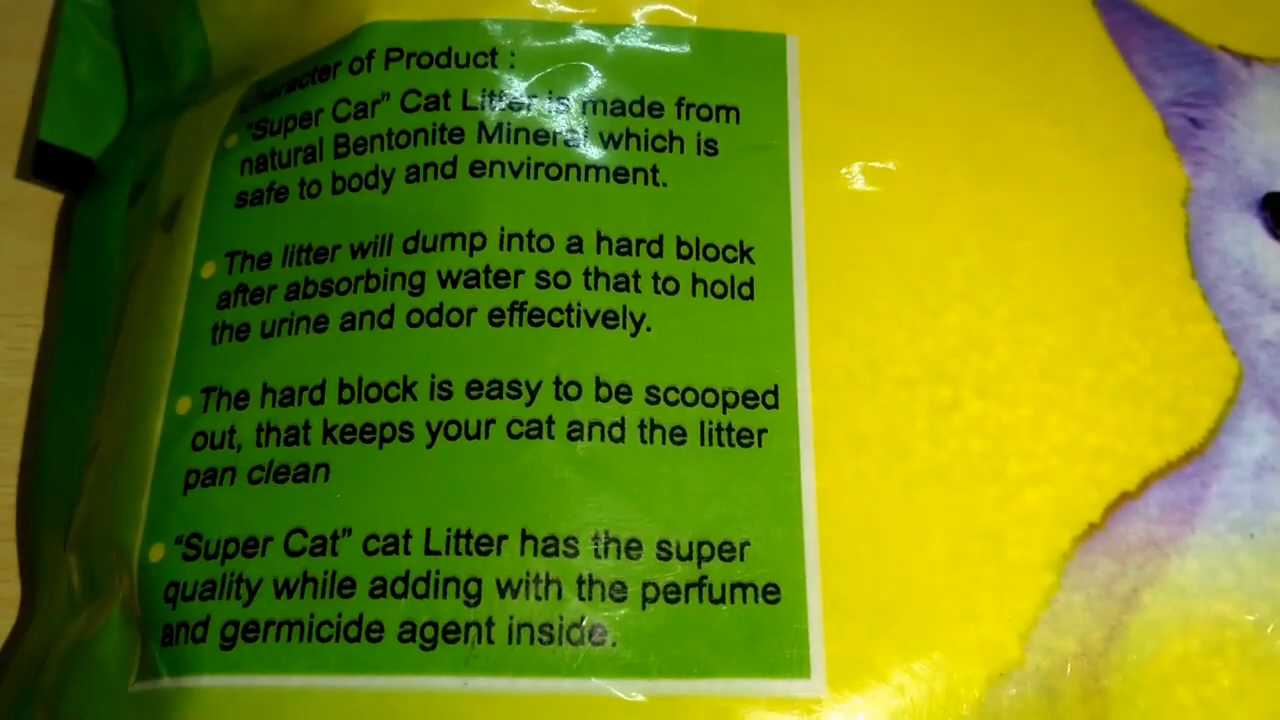 Character of Product :
"Super Car" Cat Litter is made from
natural Bentonite Mineral which is
safe to body and environment.
The litter will dump into a hard block
after absorbing water so that to hold
the urine and odor effectively.
The hard block is easy to be scooped
out, that keeps your cat and the litter
pan clean
"Super Cat" cat Litter has the super
quality while adding with the perfume
and germicide agent inside.